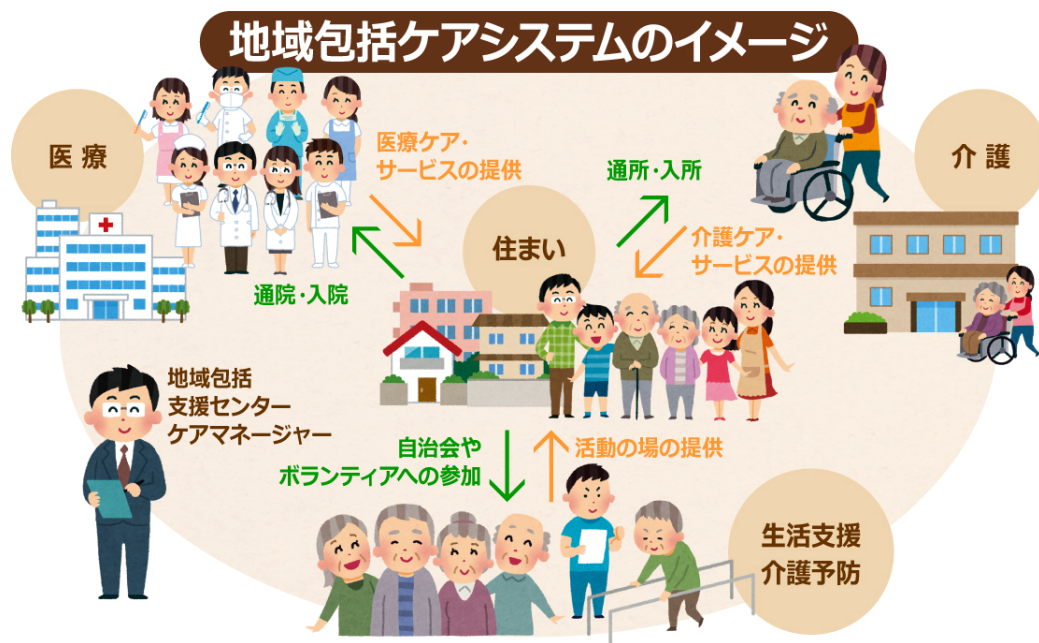 地域包括ケアシステムのイメージ
医療
医療ケア・
サービスの提供
通院・入院
住まい
通所・入所
介護ケア・
サービスの提供
介護
地域包括
支援センター
ケアマネージャー
自治会や
ボランティアへの参加
活動の場の提供
生活支援
介護予防